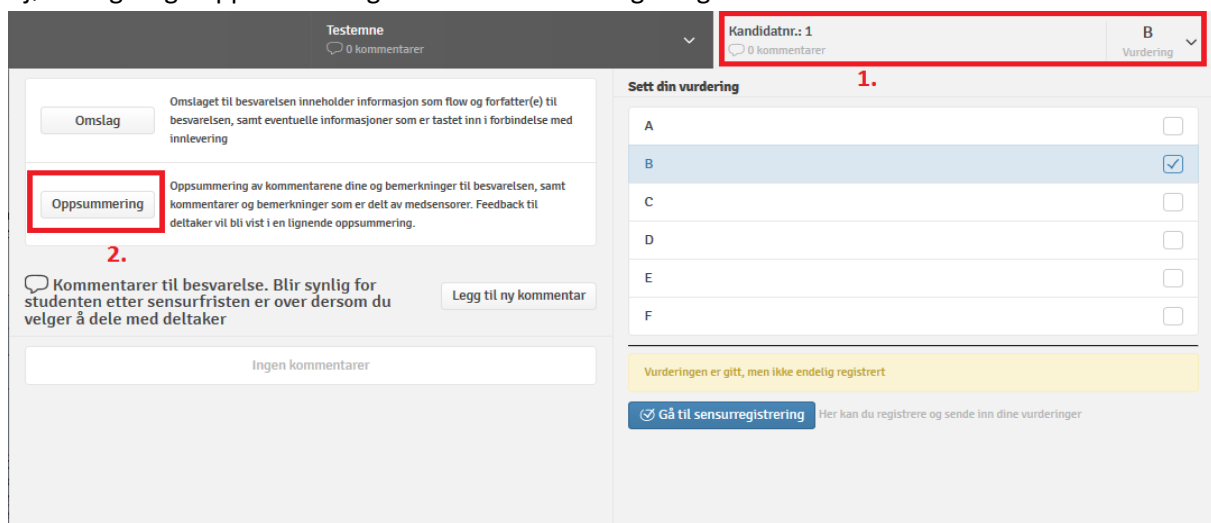 Testemne
0 kommentarer
Kandidatnr.: 1
0 kommentarer
B
Vurdering
1.
Omslag
Omslaget til besvarelsen inneholder informasjon som flow og forfatter(e) til
besvarelsen, samt eventuelle informasjoner som er tastet inn i forbindelse med
innlevering
Oppsummering
Oppsummering av kommentarene dine og bemerkninger til besvarelsen, samt
kommentarer og bemerkninger som er delt av medsensorer. Feedback til
deltaker vil bli vist i en lignende oppsummering.
2.
Kommentarer til besvarelse. Blir synlig for
studenten etter sensurfristen er over dersom du
velger å dele med deltaker
Legg til ny kommentar
Ingen kommentarer
Sett din vurdering
A
B
C
D
E
F
Vurderingen er gitt, men ikke endelig registrert
Gå til sensurregistrering
Her kan du registrere og sende inn dine vurderinger